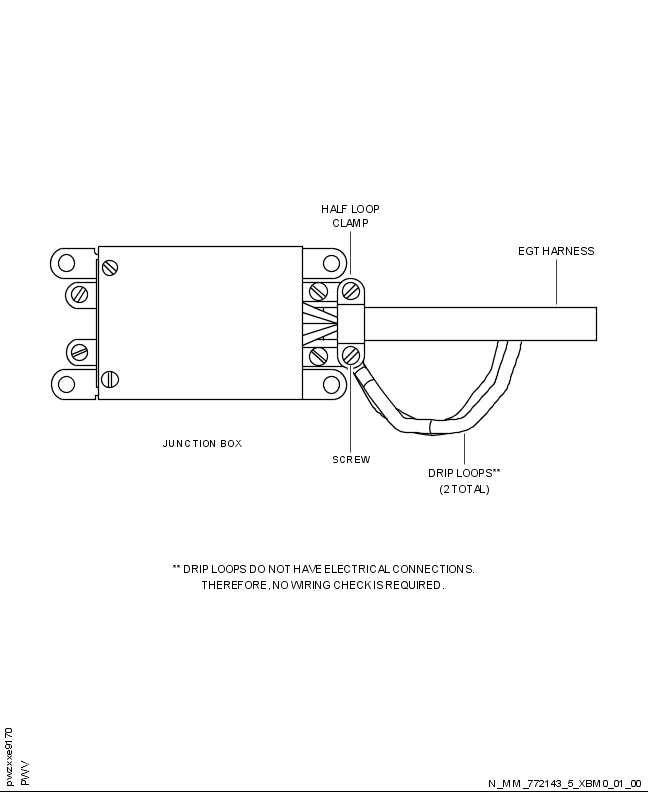 HALF LOOP
CLAMP
EGT HARNESS
JUNCTION BOX
SCREW
DRIP LOOPS**
(2 TOTAL)
** DRIP LOOPS DO NOT HAVE ELECTRICAL CONNECTIONS.
THEREFORE, NO WIRING CHECK IS REQUIRED.
pwzxxe9170
PWV
N_MM_772143_5_XBM0_01_00